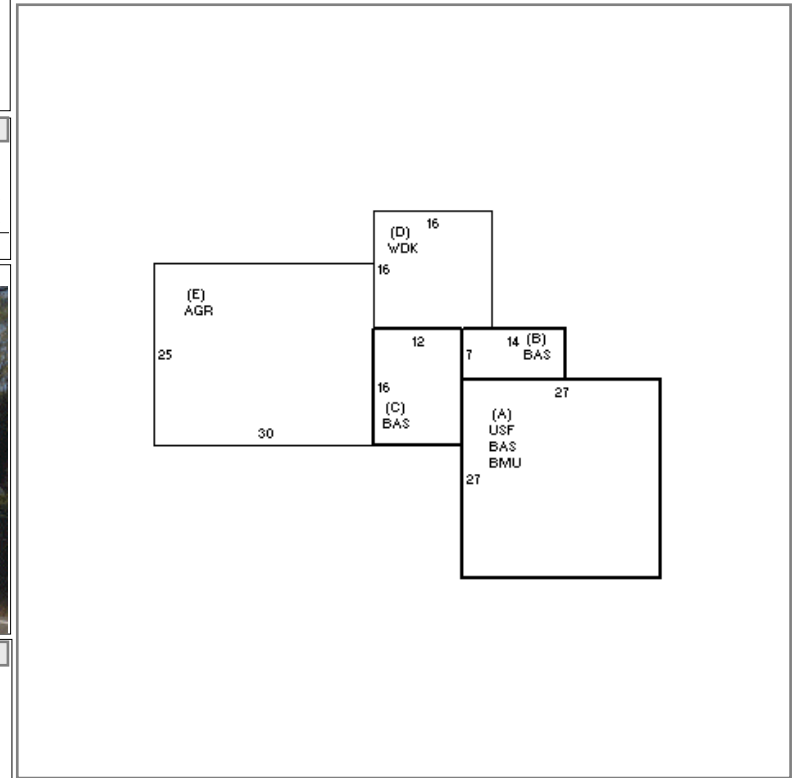 16
(D)
WDK
16
(E)
AGR
25
30
12
16
(C)
BAS
14 (B)
7 BAS
27
(A)
USF
BAS
BMU
27